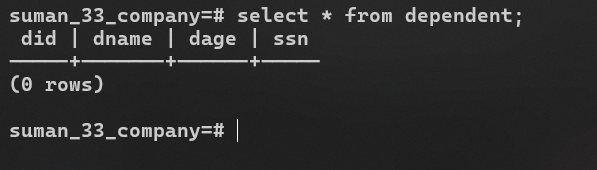 suman_33_company=# select * from dependent;
 did | dname | dage | ssn
-----+-------+------+-----
(0 rows)
suman_33_company=#